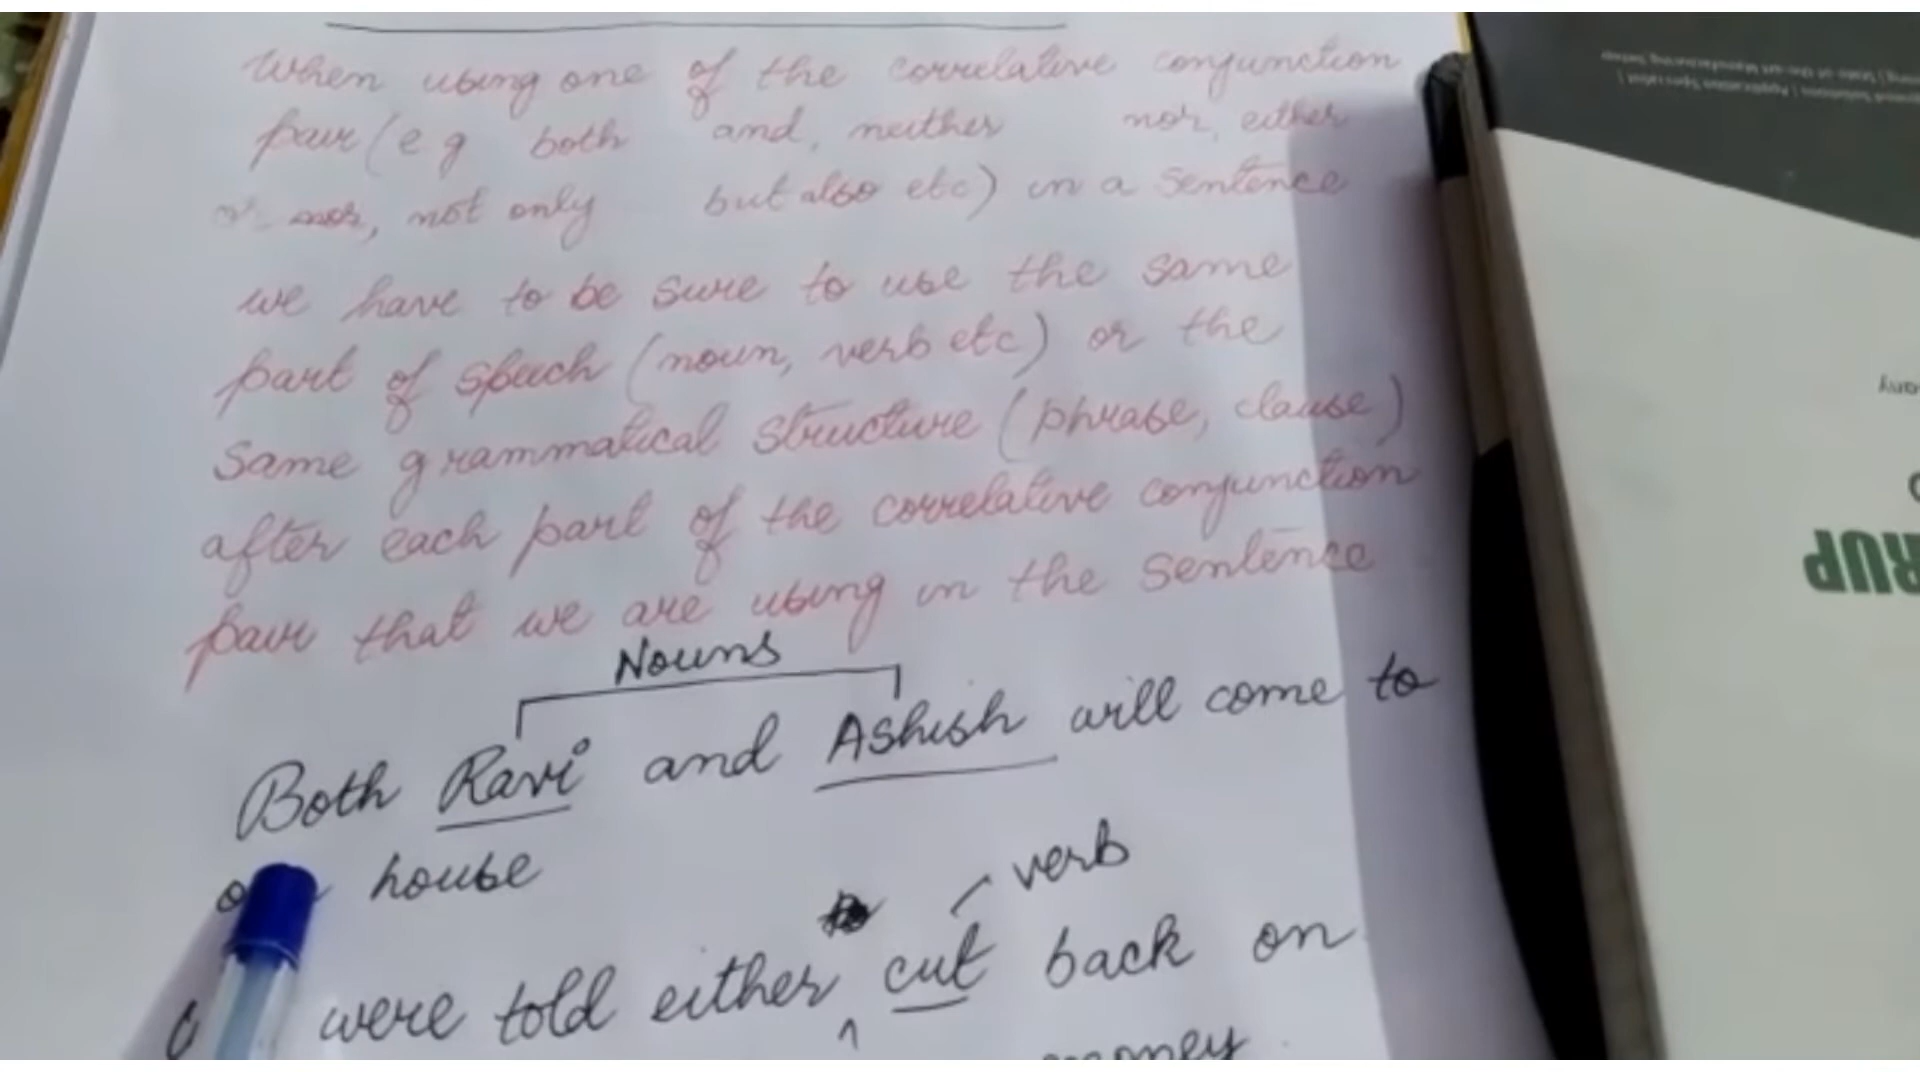 When using one of the correlative conjunction
pair (e g both and, neither nor, either
or, not only but also etc) in a sentence
we have to be sure to use the same
part of speech (noun, verb etc) or the
same grammatical structure (phrase, clause)
after each part of the correlative conjunction
pair that we are using in the sentence
Nouns
Both Ravi and Ashish will come to
house
verb
were told either cut back on
money
RUP